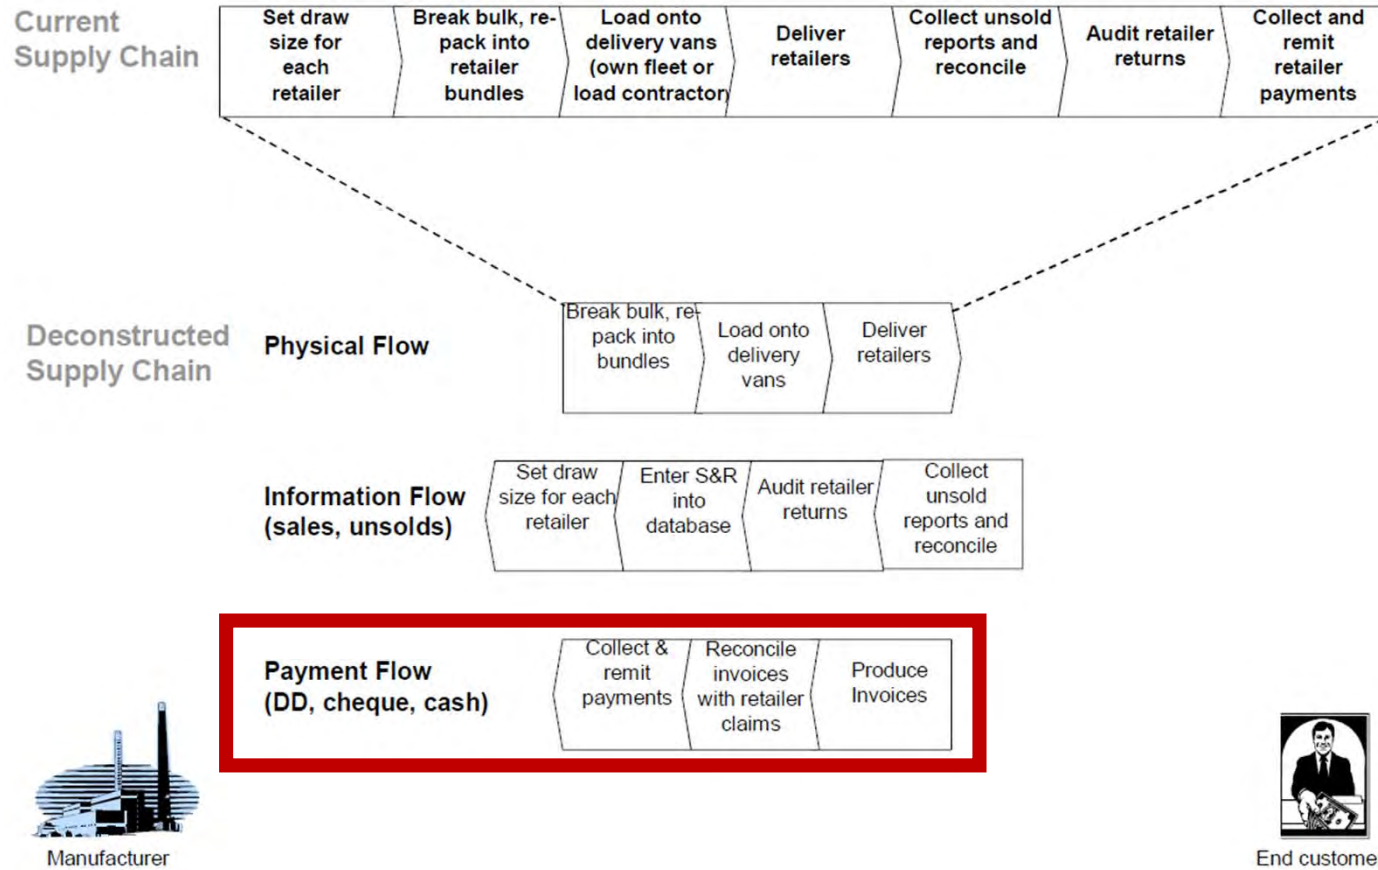 Current
Supply Chain
Set draw
size for
each
retailer
Break bulk, re-
pack into
retailer
bundles
Load onto
delivery vans
(own fleet or
load contractor)
Deliver
retailers
Collect unsold
reports and
reconcile
Audit retailer
returns
Collect and
remit
retailer
payments
Deconstructed
Supply Chain
Physical Flow
Break bulk, re-
pack into
bundles
Load onto
delivery
vans
Deliver
retailers
Information Flow
(sales, unsolds)
Set draw
size for each
retailer
Enter S&R
into
database
Audit retailer
returns
Collect
unsold
reports and
reconcile
Payment Flow
(DD, cheque, cash)
Collect &
remit
payments
Reconcile
invoices
with retailer
claims
Produce
Invoices
Manufacturer
End custome